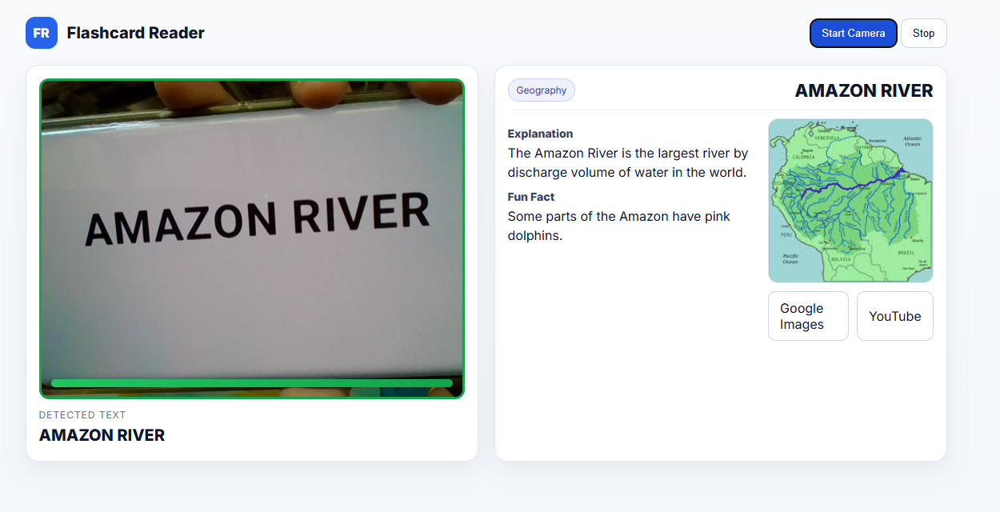 FR
Flashcard Reader
Start Camera
Stop
AMAZON RIVER
DETECTED TEXT
AMAZON RIVER
Geography
AMAZON RIVER
Explanation
The Amazon River is the largest river by
discharge volume of water in the world.
Fun Fact
Some parts of the Amazon have pink
dolphins.
VENEZUELA
Georgetown
Atlantic
Ocean
Bogota
COLOMBIA
PERU
Pacific
Ocean
BOLIVIA
BRAZIL
Google
Images
YouTube